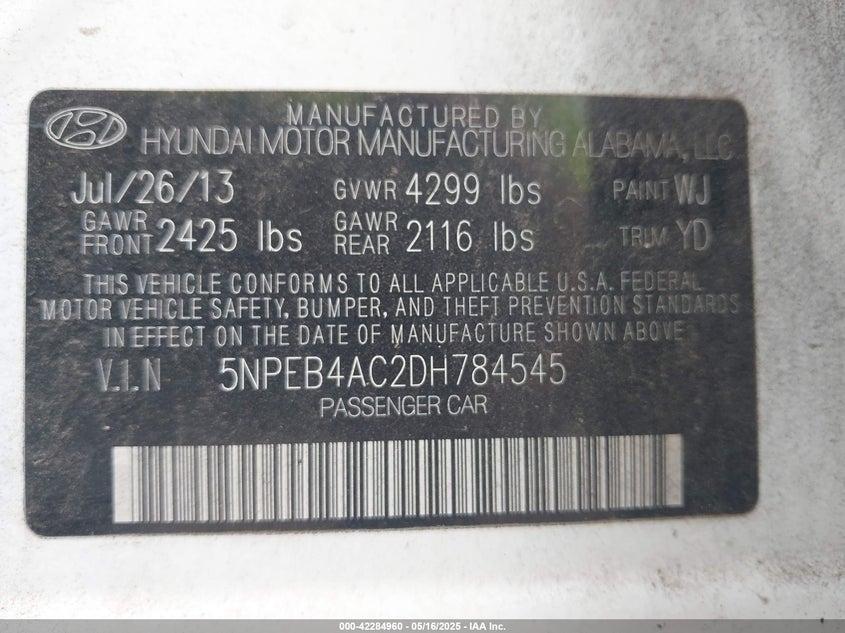 MANUFACTURED BY
HYUNDAI MOTOR MANUFACTURING ALABAMA, LLC
Jul/26/13 GVWR 4299 lbs PAINT WJ
GAWR FRONT 2425 lbs GAWR REAR 2116 lbs TRIM YD
THIS VEHICLE CONFORMS TO ALL APPLICABLE U.S.A. FEDERAL
MOTOR VEHICLE SAFETY, BUMPER, AND THEFT PREVENTION STANDARDS
IN EFFECT ON THE DATE OF MANUFACTURE SHOWN ABOVE
V.I.N 5NPEB4AC2DH784545
PASSENGER CAR
000-42284960 - 05/16/2025 - IAA Inc.